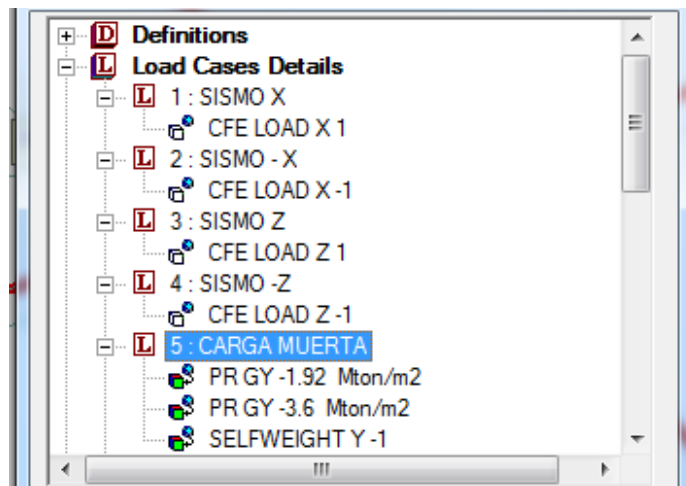 D Definitions
L Load Cases Details
L 1 : SISMO X
CFE LOAD X 1
L 2 : SISMO - X
CFE LOAD X -1
L 3 : SISMO Z
CFE LOAD Z 1
L 4 : SISMO -Z
CFE LOAD Z -1
L 5 : CARGA MUERTA
PR GY -1.92 Mton/m2
PR GY -3.6 Mton/m2
SELFWEIGHT Y -1